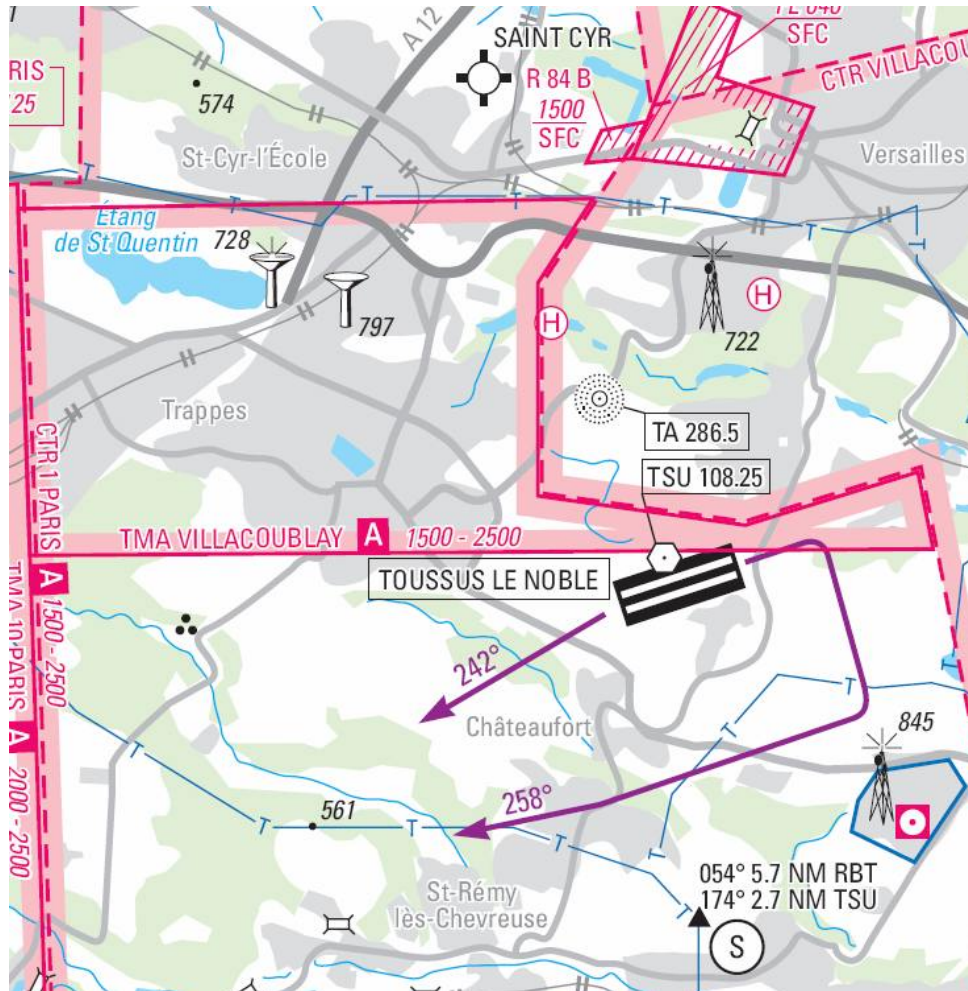 A 12
SAINT CYR
SFC
R 84 B
1500
SFC
CTR VILLACOU
RIS
25
574
St-Cyr-l'École
Versailles
T
T
T
T
T
Étang
de St Quentin
728
797
H
H
722
Trappes
TA 286.5
TSU 108.25
CTR 1 PARIS
TMA VILLACOUBLAY A 1500 - 2500
TOUSSUS LE NOBLE
A 1500 - 2500
TMA 10 PARIS A 2000 - 2500
242°
Châteaufort
T
T
T
845
258°
T
T
561
T
T
T
T
T
St-Rémy
lès-Chevreuse
054° 5.7 NM RBT
174° 2.7 NM TSU
S